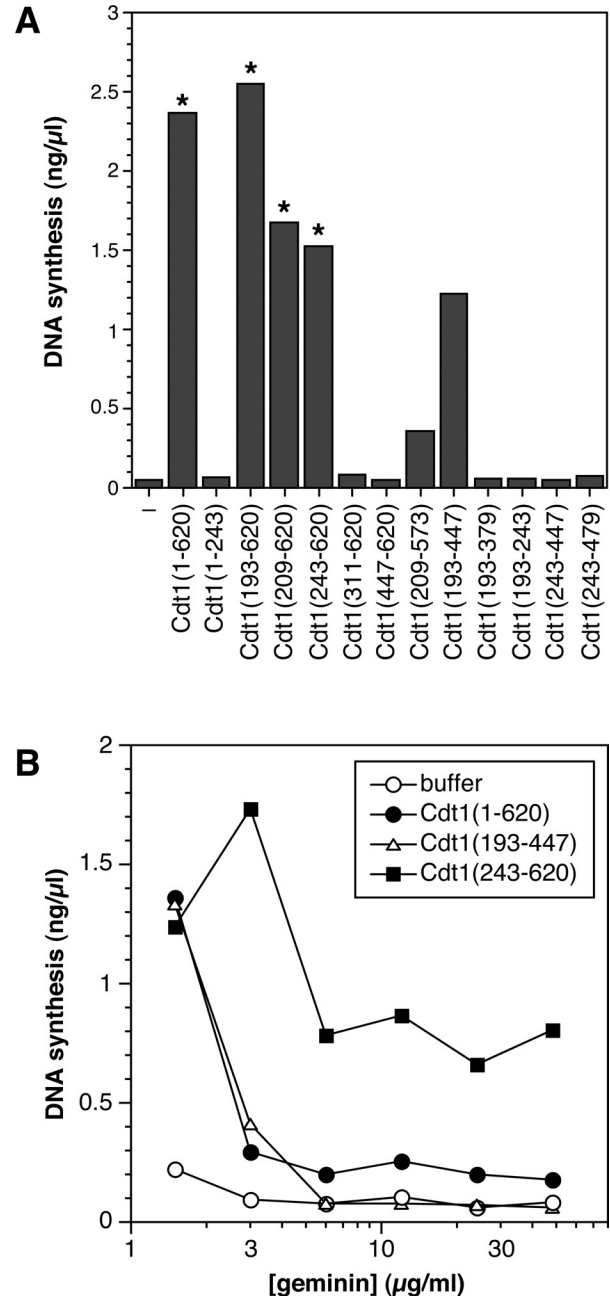 A
3
2.5
2
1.5
1
0.5
0
DNA synthesis (ng/µl)
* * * *
–
Cdt1(1-620)
Cdt1(1-243)
Cdt1(193-620)
Cdt1(209-620)
Cdt1(243-620)
Cdt1(311-620)
Cdt1(447-620)
Cdt1(209-573)
Cdt1(193-447)
Cdt1(193-379)
Cdt1(193-243)
Cdt1(243-447)
Cdt1(243-479)
B
2
1.5
1
0.5
0
DNA synthesis (ng/µl)
buffer
Cdt1(1-620)
Cdt1(193-447)
Cdt1(243-620)
1 3 10 30
[geminin] (µg/ml)